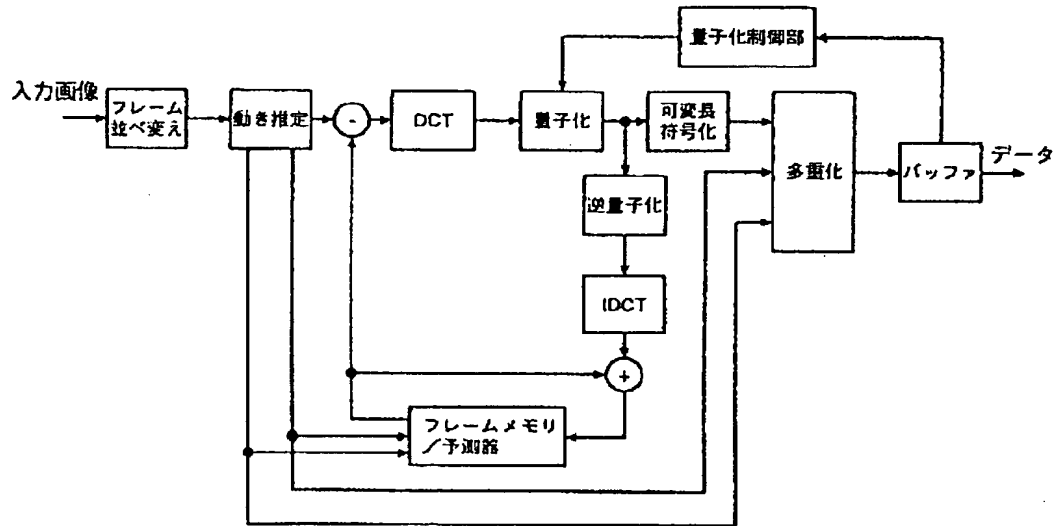 量子化制御部
入力画像
フレーム
並べ変え
動き推定
-
DCT
量子化
可変長
符号化
多重化
バッファ
データ
逆量子化
IDCT
+
フレームメモリ
/予測器